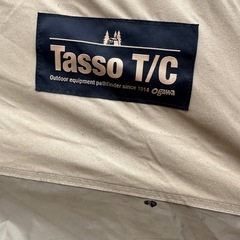 Tasso T/C
Outdoor equipment pathfinder since 1914 ogawa